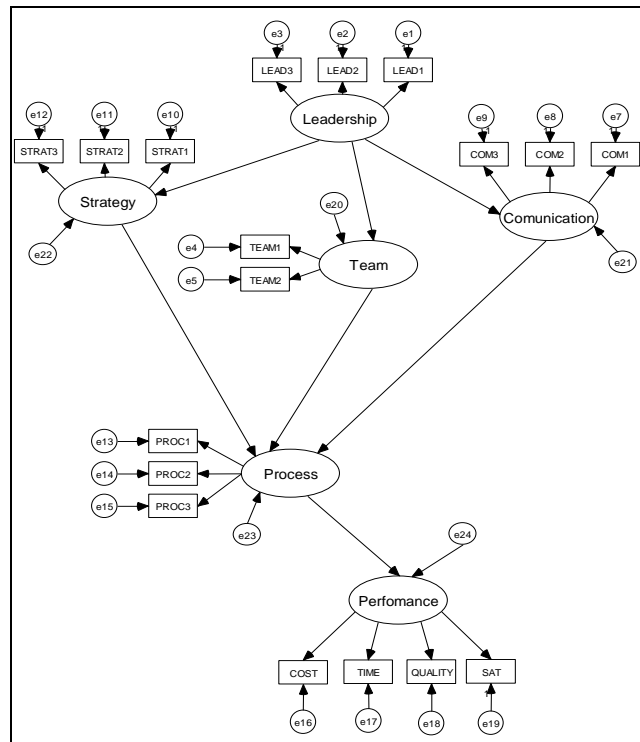 e3 e2 e1
LEAD3 LEAD2 LEAD1
Leadership
e12 e11 e10
STRAT3 STRAT2 STRAT1
Strategy
e22
e9 e8 e7
COM3 COM2 COM1
Comunication
e21
e20
e4 TEAM1
e5 TEAM2
Team
e13 PROC1
e14 PROC2
e15 PROC3
Process
e23
e24
Perfomance
COST TIME QUALITY SAT
e16 e17 e18 e19